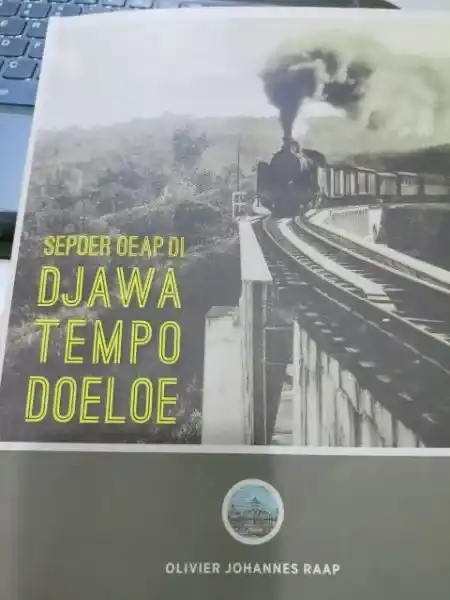 SEPOER OEAP DI
DJAWA
TEMPO
DOELOE
OLIVIER JOHANNES RAAP